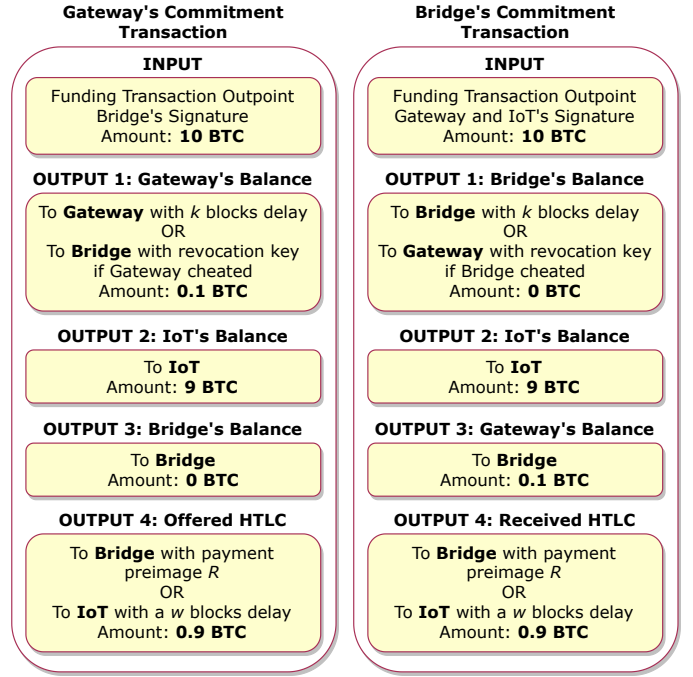 Gateway's Commitment
Transaction
INPUT
Funding Transaction Outpoint
Bridge's Signature
Amount: 10 BTC
OUTPUT 1: Gateway's Balance
To Gateway with k blocks delay
OR
To Bridge with revocation key
if Gateway cheated
Amount: 0.1 BTC
OUTPUT 2: IoT's Balance
To IoT
Amount: 9 BTC
OUTPUT 3: Bridge's Balance
To Bridge
Amount: 0 BTC
OUTPUT 4: Offered HTLC
To Bridge with payment
preimage R
OR
To IoT with a w blocks delay
Amount: 0.9 BTC
Bridge's Commitment
Transaction
INPUT
Funding Transaction Outpoint
Gateway and IoT's Signature
Amount: 10 BTC
OUTPUT 1: Bridge's Balance
To Bridge with k blocks delay
OR
To Gateway with revocation key
if Bridge cheated
Amount: 0 BTC
OUTPUT 2: IoT's Balance
To IoT
Amount: 9 BTC
OUTPUT 3: Gateway's Balance
To Bridge
Amount: 0.1 BTC
OUTPUT 4: Received HTLC
To Bridge with payment
preimage R
OR
To IoT with a w blocks delay
Amount: 0.9 BTC